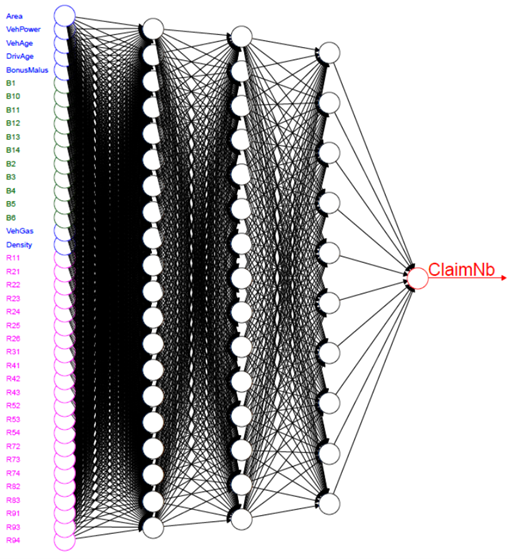 Area
VehPower
VehAge
DrivAge
BonusMalus
B1
B10
B11
B12
B13
B14
B2
B3
B4
B5
B6
VehGas
Density
R11
R21
R22
R23
R24
R25
R26
R31
R41
R42
R43
R52
R53
R54
R72
R73
R74
R82
R83
R91
R93
R94
ClaimNb